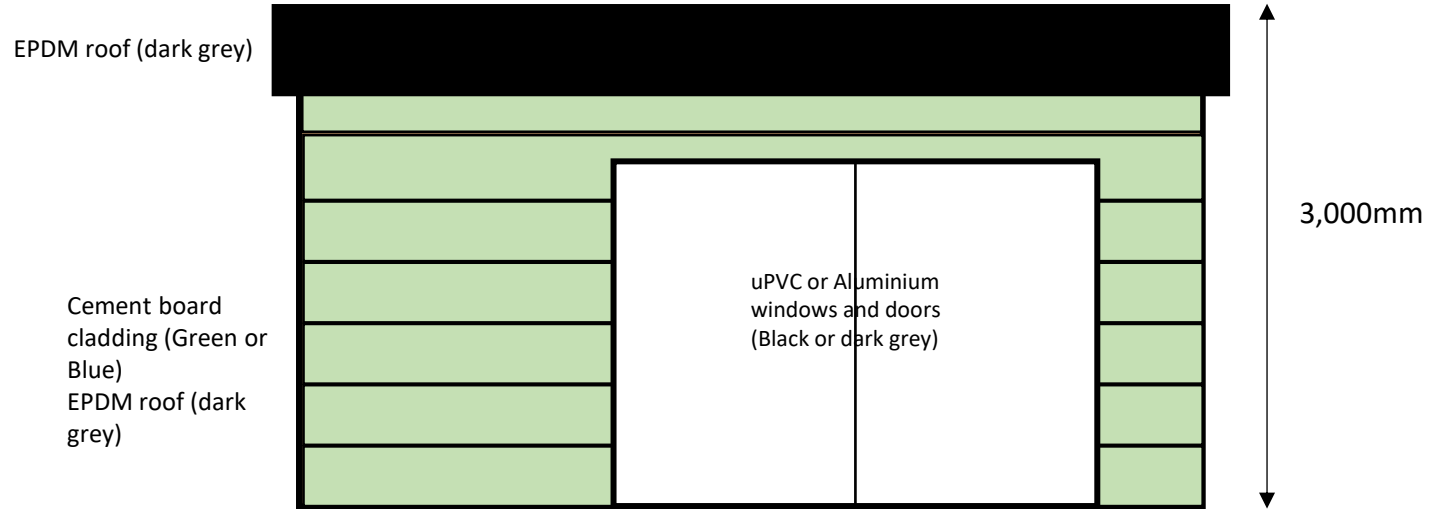 EPDM roof (dark grey)
3,000mm
uPVC or Aluminium
windows and doors
(Black or dark grey)
Cement board
cladding (Green or
Blue)
EPDM roof (dark
grey)